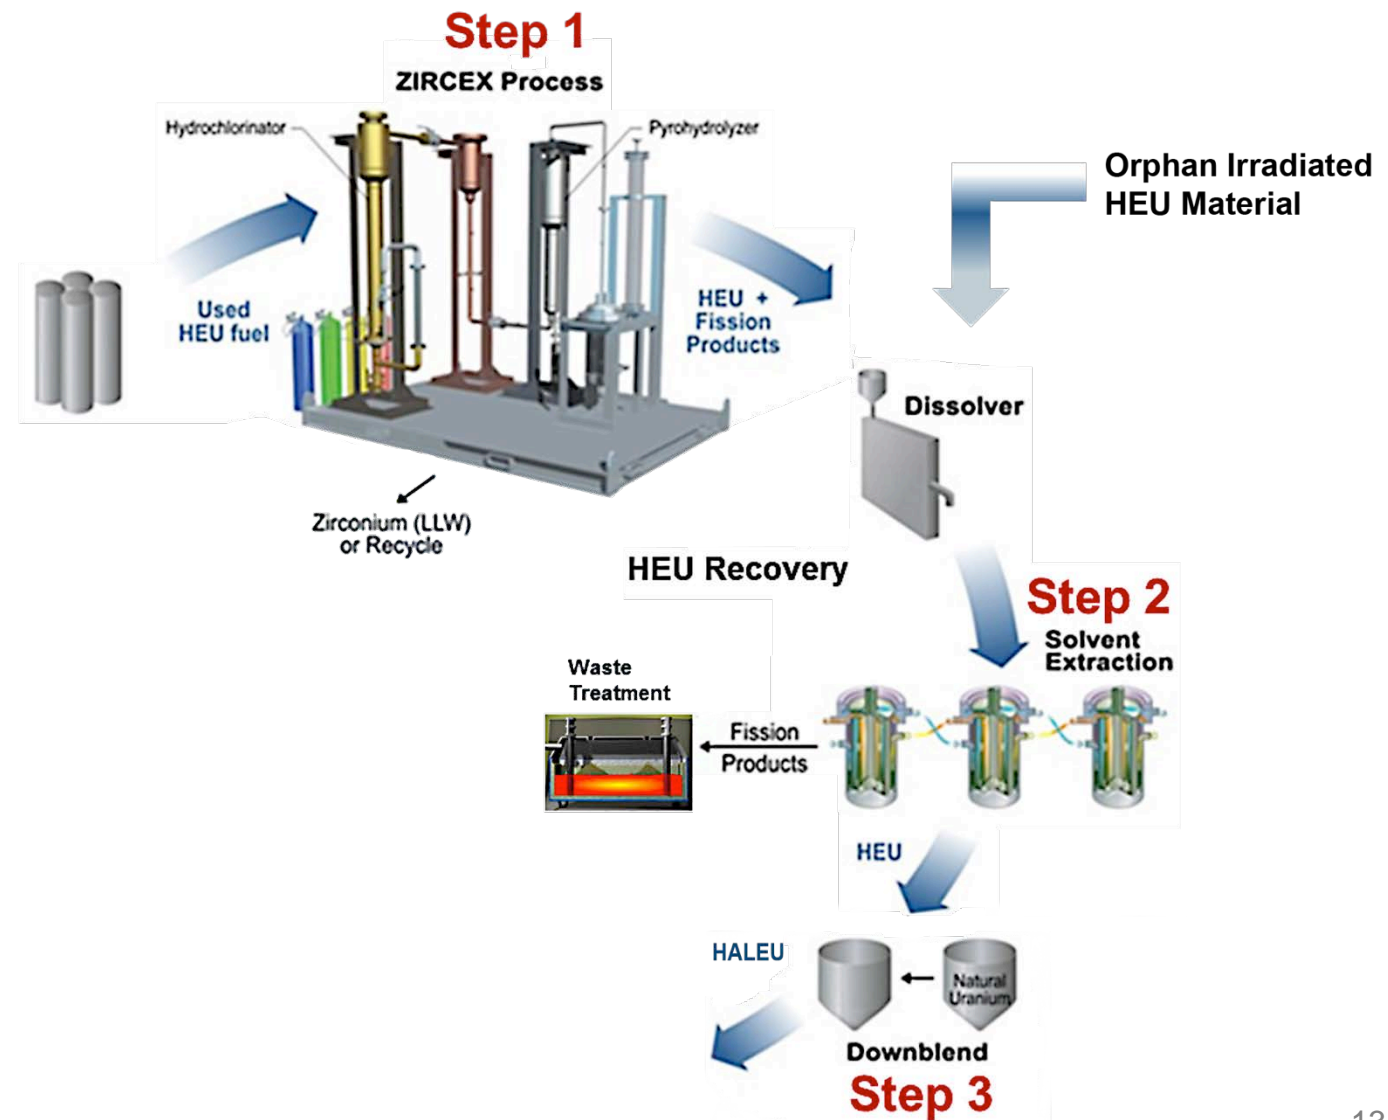 Step 1
ZIRCEX Process
Hydrochlorinator
Pyrohydrolyzer
Orphan Irradiated
HEU Material
Used
HEU fuel
HEU +
Fission
Products
Dissolver
Zirconium (LLW)
or Recycle
HEU Recovery
Step 2
Solvent
Extraction
Waste
Treatment
Fission
Products
HEU
HALEU
Natural
Uranium
Downblend
Step 3